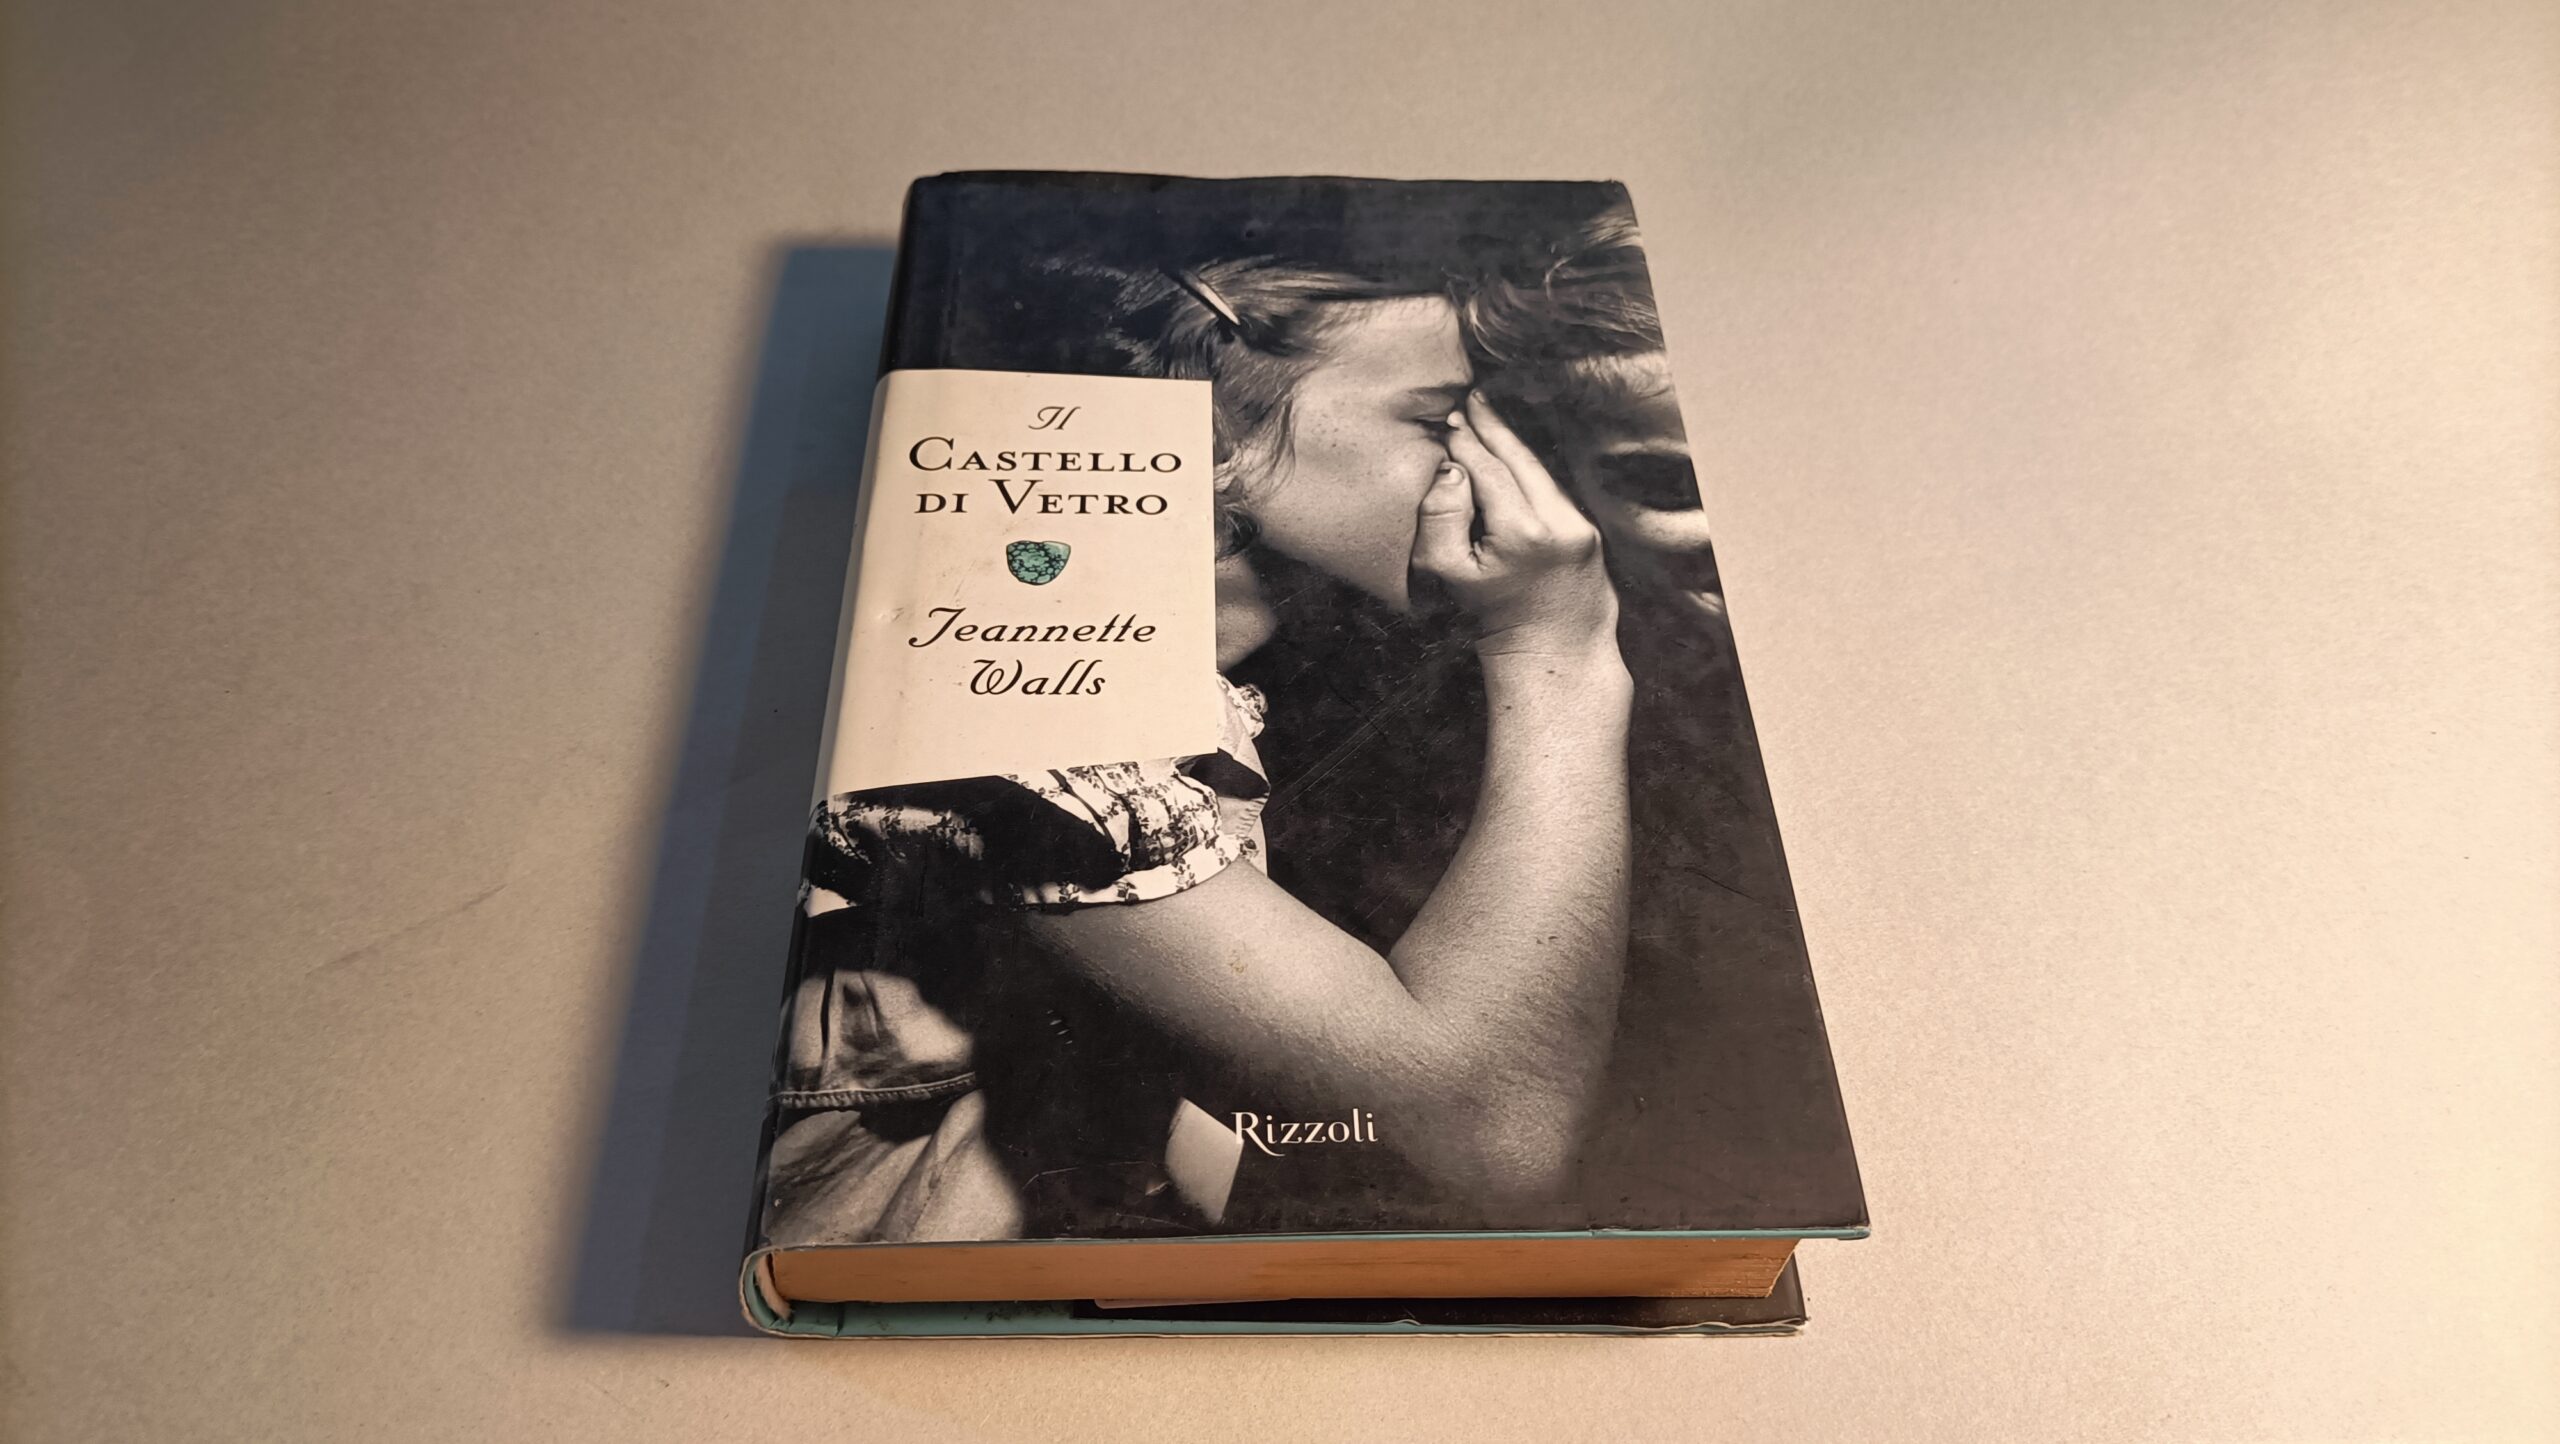 Il
Castello
di Vetro
Jeannette
Walls
Rizzoli